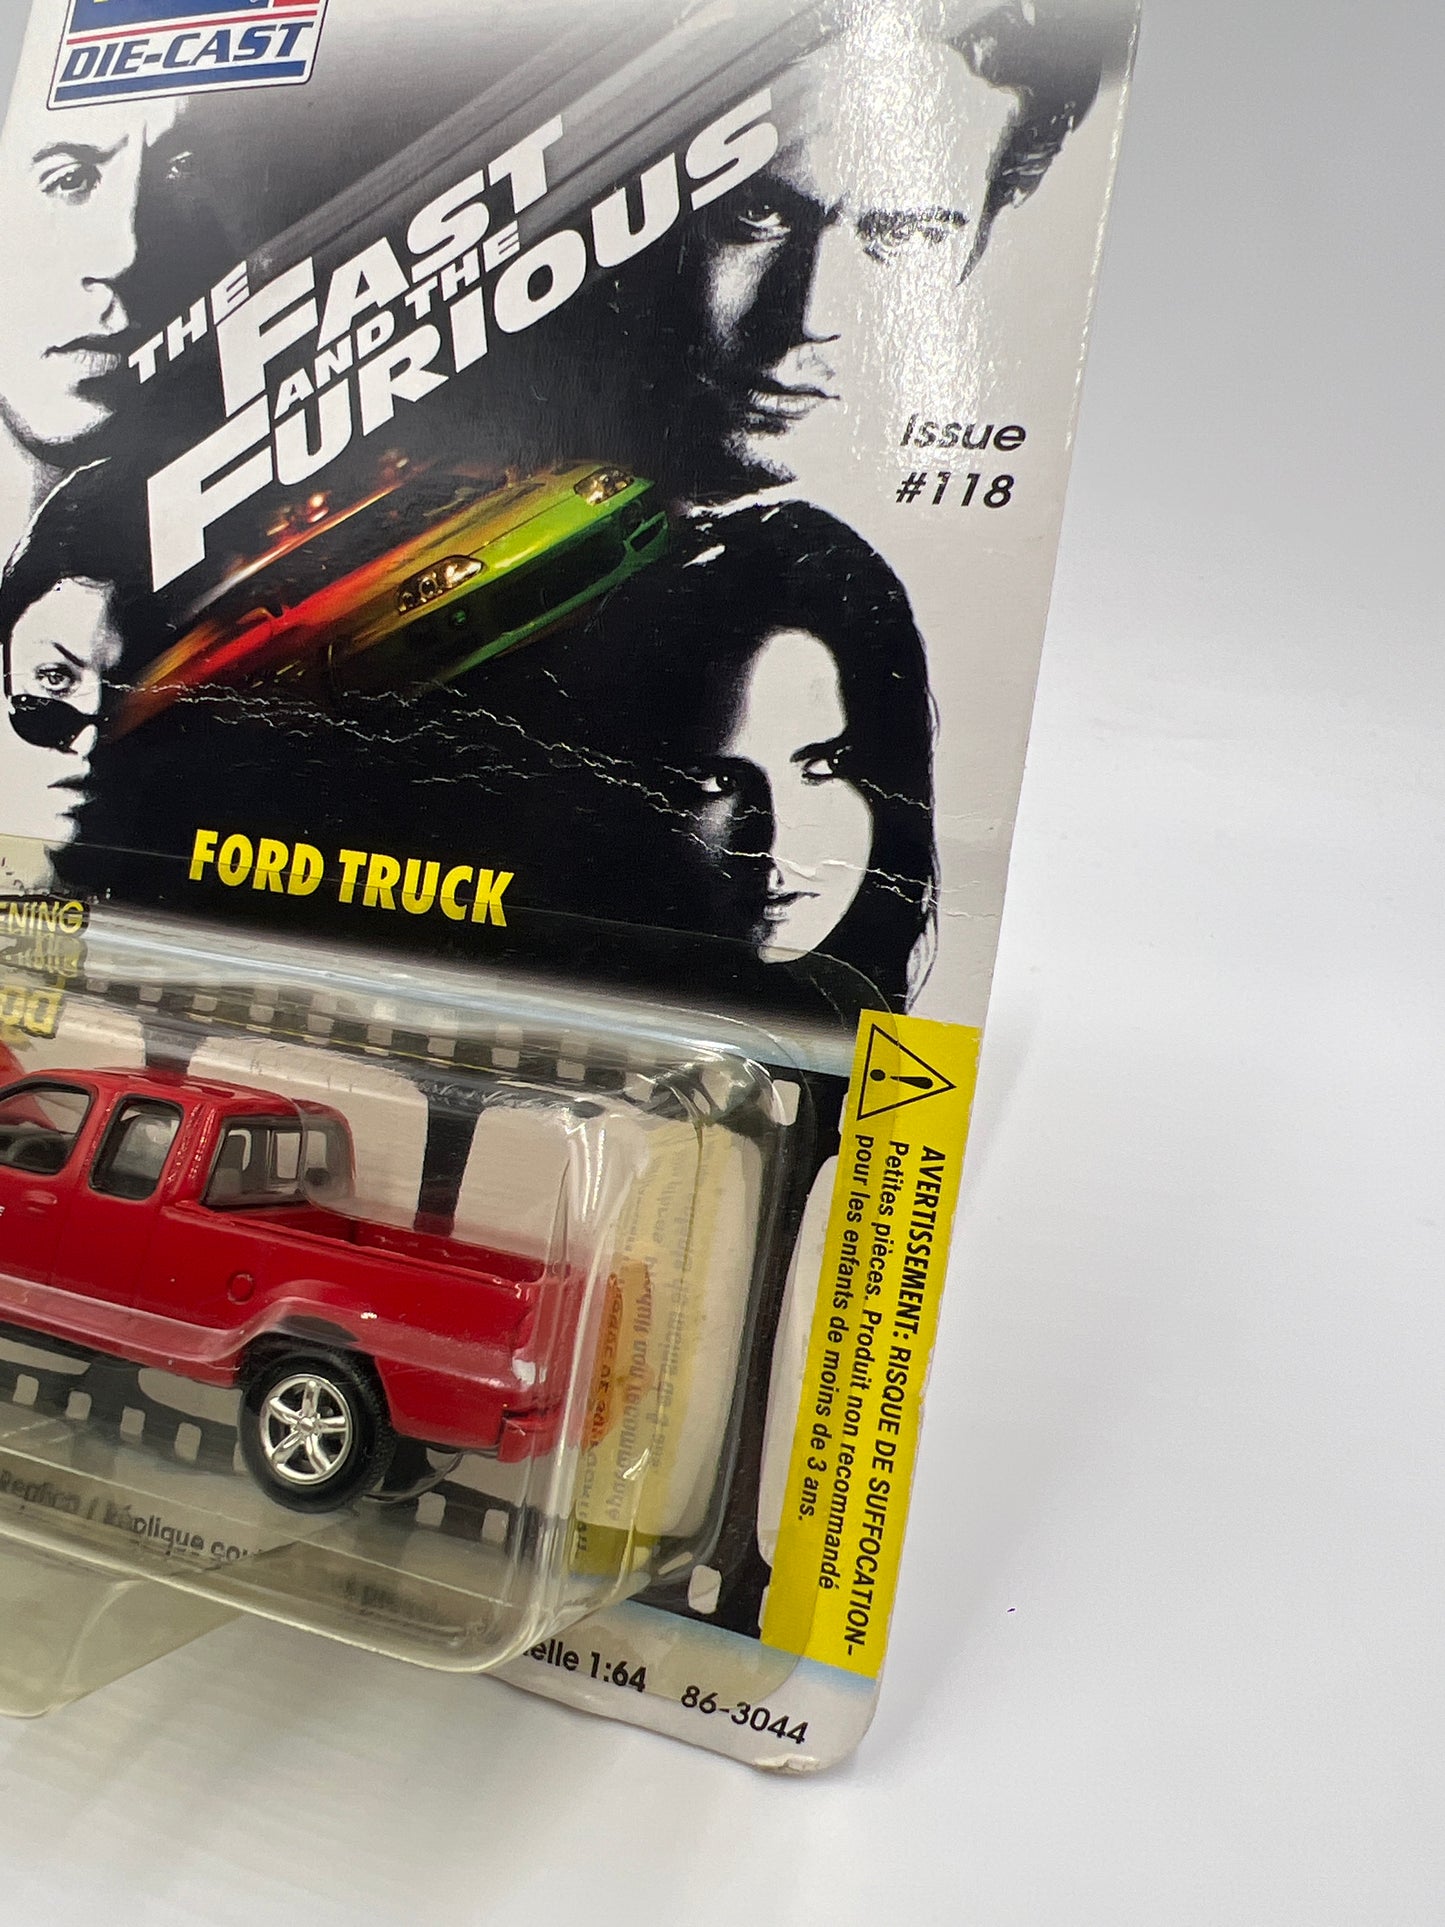 DIE-CAST
THE
FAST
AND THE
FURIOUS
Issue
#118
FORD TRUCK
AVERTISSEMENT: RISQUE DE SUFFOCATION-
Petites pièces. Produit non recommandé
pour les enfants de moins de 3 ans.
1:64 86-3044